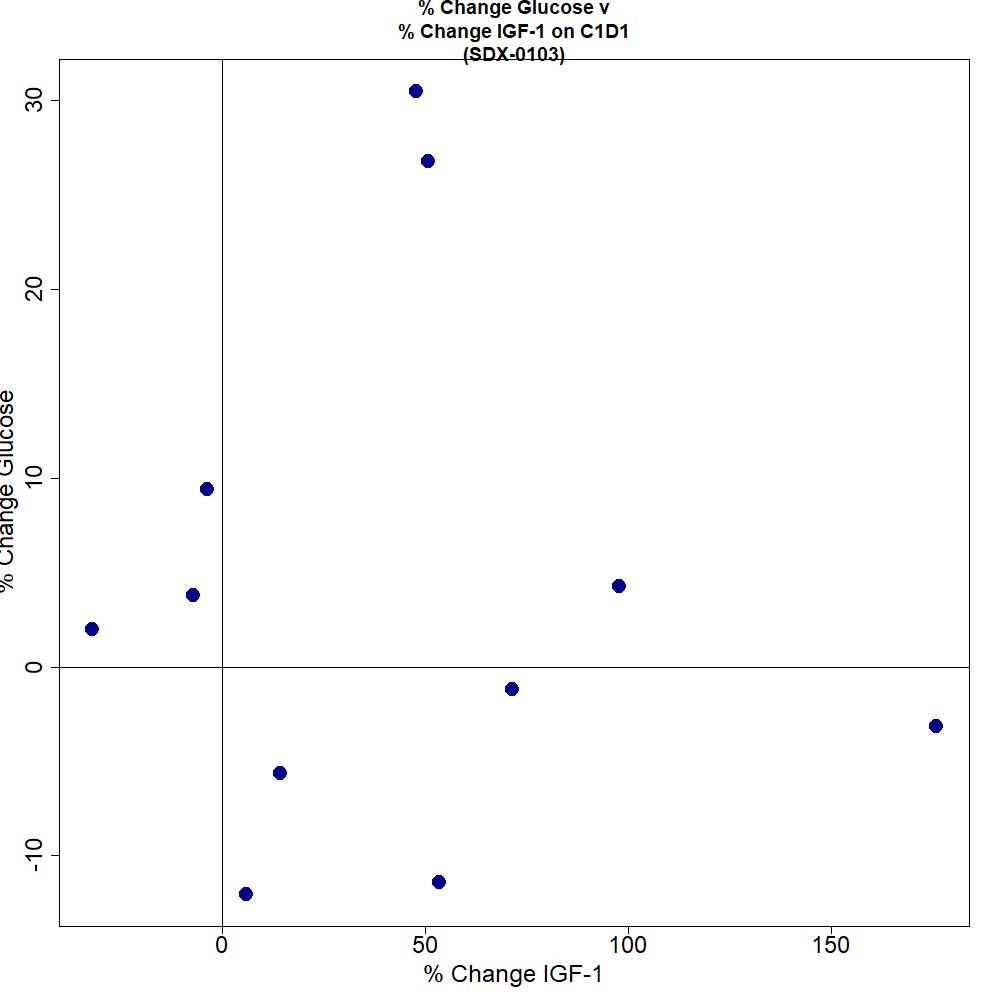 % Change Glucose v
% Change IGF-1 on C1D1
(SDX-0103)
30
20
10
0
-10
% Change Glucose
0
50
100
150
% Change IGF-1